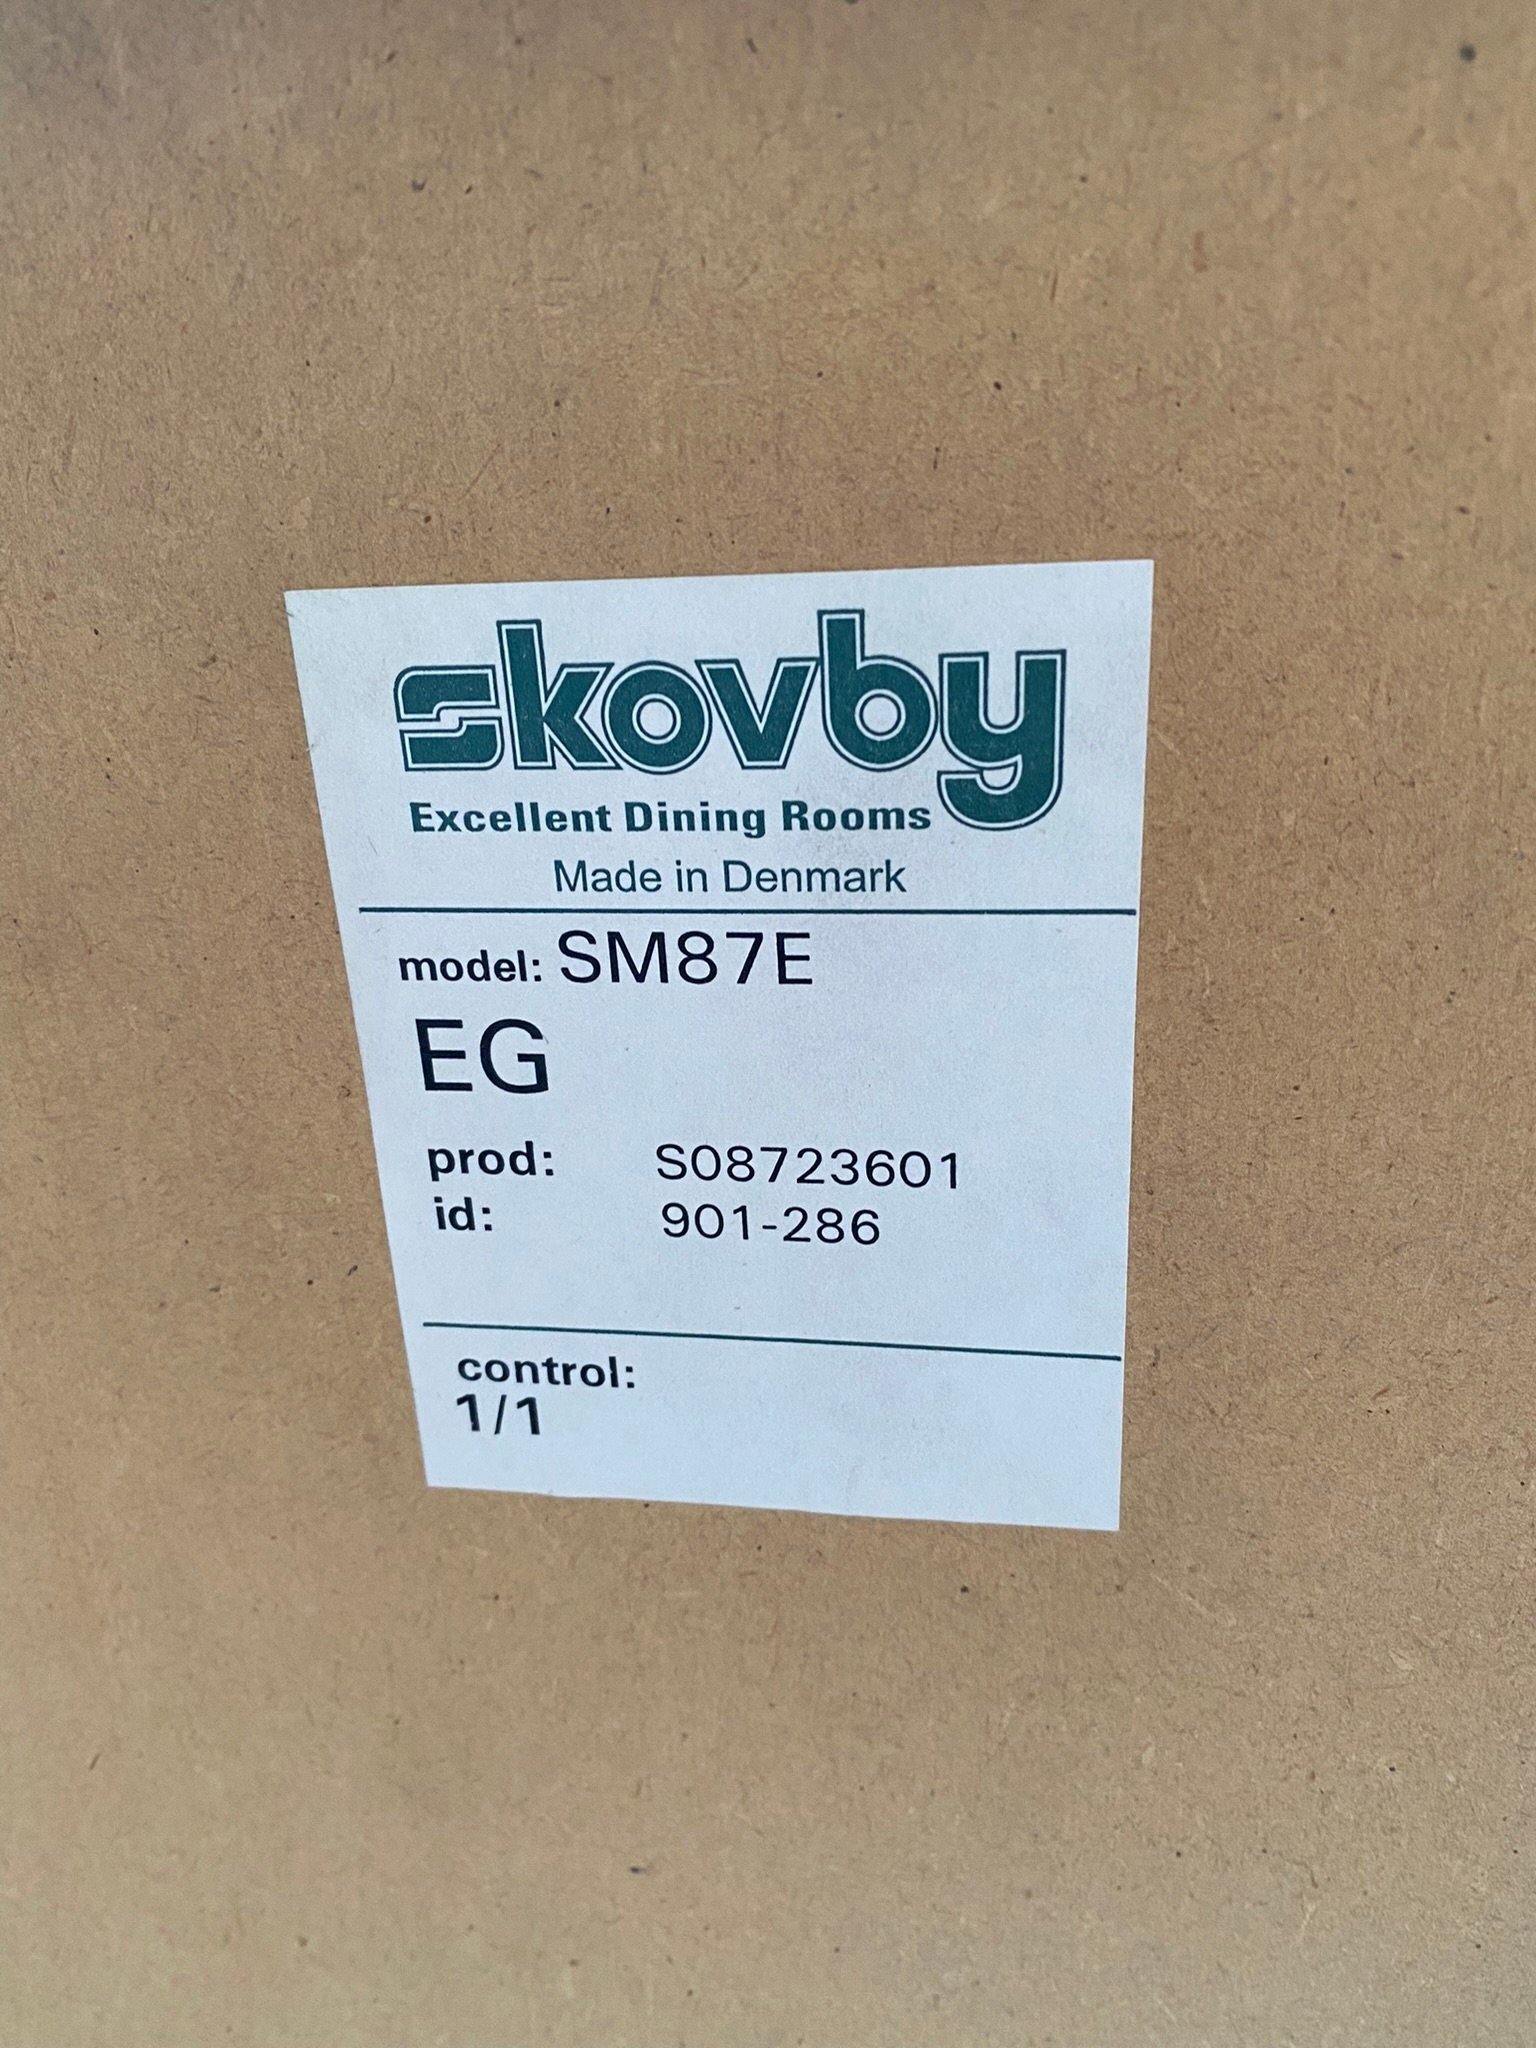 skovby
Excellent Dining Rooms
Made in Denmark
model: SM87E
EG
prod: S08723601
id: 901-286
control:
1/1